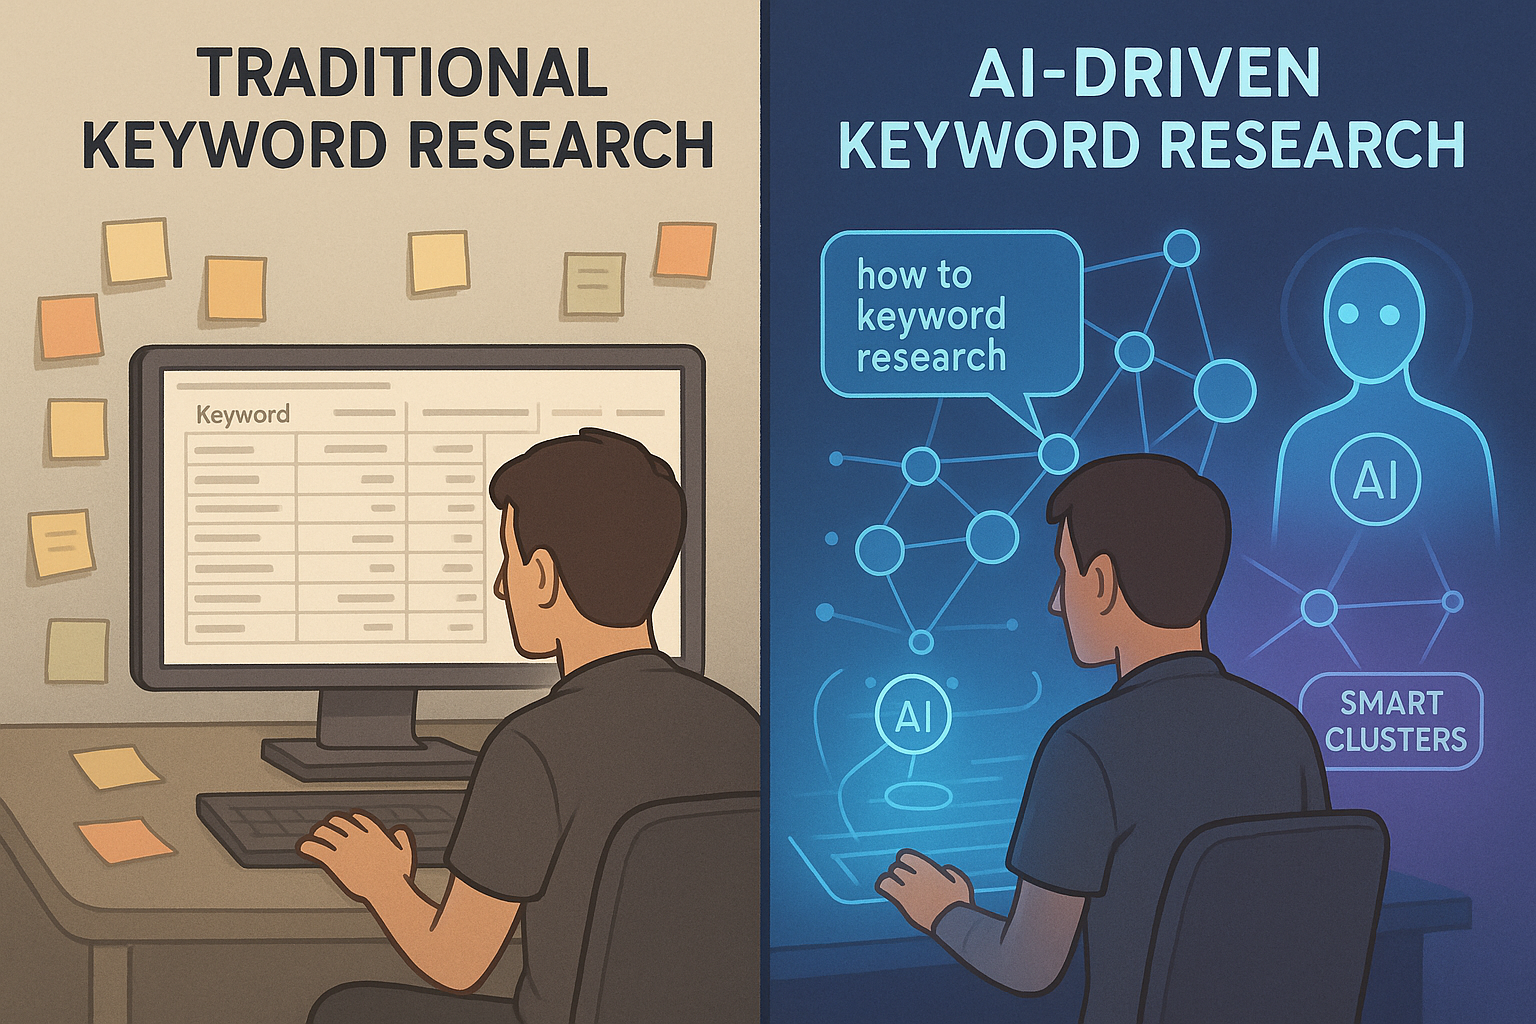 TRADITIONAL
KEYWORD RESEARCH
Keyword
AI-DRIVEN
KEYWORD RESEARCH
how to
keyword
research
AI
AI
SMART
CLUSTERS